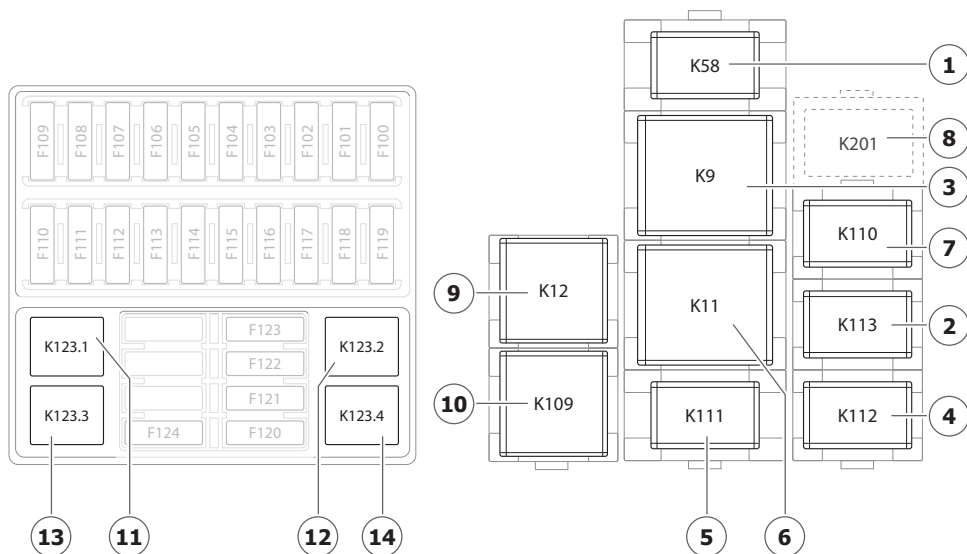 F109 F108 F107 F106 F105 F104 F103 F102 F101 F100
F110 F111 F112 F113 F114 F115 F116 F117 F118 F119
K123.1 F123 K123.2
F122
K123.3 F121 K123.4
F124 F120
13 11 12 14
K58 1
K201 8
K9 3
K110 7
9 K12
K11
K113 2
10 K109
K111
K112 4
5 6